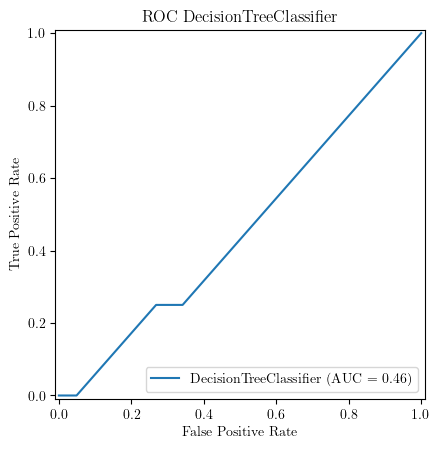 ROC DecisionTreeClassifier
1.0
0.8
0.6
0.4
0.2
0.0
True Positive Rate
DecisionTreeClassifier (AUC = 0.46)
0.0 0.2 0.4 0.6 0.8 1.0
False Positive Rate